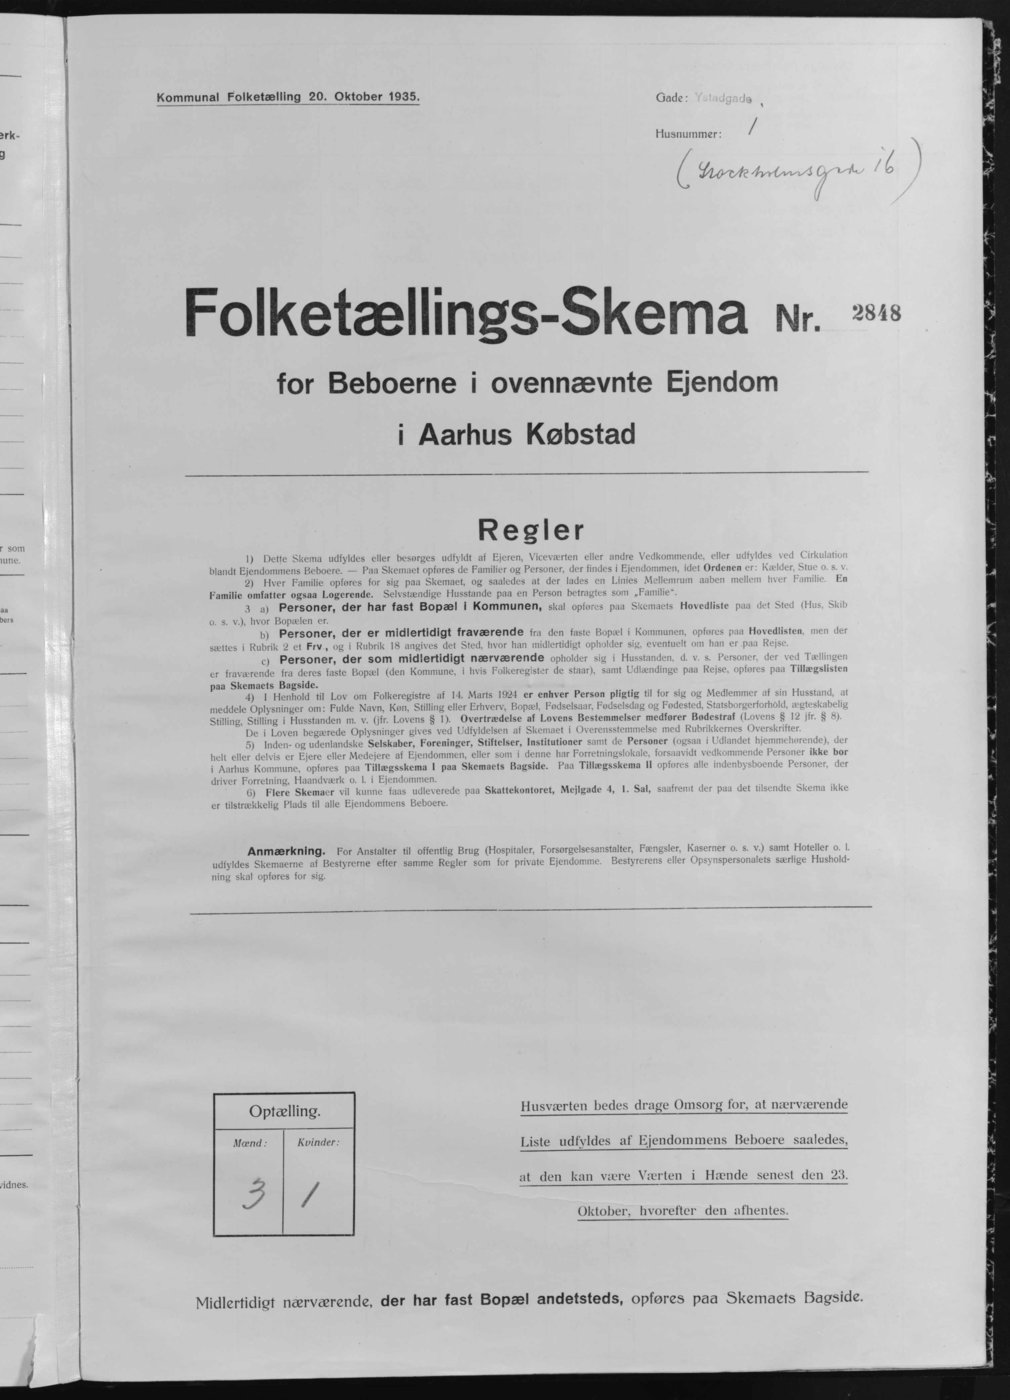 Kommunal Folketælling 20. Oktober 1935.
Gade: Ystadgade
Husnummer: 1
(Stockholmsgade 16)
Folketællings-Skema Nr. 2848
for Beboerne i ovennævnte Ejendom
i Aarhus Købstad
Regler
1) Dette Skema udfyldes eller besørges udfyldt af Ejeren, Viceværten eller andre Vedkommende, eller udfyldes ved Cirkulation
blandt Ejendommens Beboere. — Paa Skemaet opføres de Familier og Personer, der findes i Ejendommen, idet Ordenen er: Kælder, Stue o. s. v.
2) Hver Familie opføres for sig paa Skemaet, og saaledes at der lades en Linies Mellemrum aaben mellem hver Familie. En
Familie omfatter ogsaa Logerende. Selvstændige Husstande paa en Person betragtes som „Familie“.
3 a) Personer, der har fast Bopæl i Kommunen, skal opføres paa Skemaets Hovedliste paa det Sted (Hus, Skib
o. s. v.), hvor Bopælen er.
b) Personer, der er midlertidigt fraværende fra den faste Bopæl i Kommunen, opføres paa Hovedlisten, men der
sættes i Rubrik 2 et Frv., og i Rubrik 18 angives det Sted, hvor han midlertidigt opholder sig, eventuelt om han er paa Rejse.
c) Personer, der som midlertidigt nærværende opholder sig i Husstanden, d. v. s. Personer, der ved Tællingen
er fraværende fra deres faste Bopæl (den Kommune, i hvis Folkeregister de staar), samt Udlændinge paa Rejse, opføres paa Tillægslisten
paa Skemaets Bagside.
4) I Henhold til Lov om Folkeregistre af 14. Marts 1924 er enhver Person pligtig til for sig og Medlemmer af sin Husstand, at
meddele Oplysninger om: Fulde Navn, Køn, Stilling eller Erhverv, Bopæl, Fødselsaar, Fødselsdag og Fødested, Statsborgerforhold, ægteskabelig
Stilling, Stilling i Husstanden m. v. (jfr. Lovens § 1). Overtrædelse af Lovens Bestemmelser medfører Bødestraf (Lovens § 12 jfr. § 8).
De i Loven begærede Oplysninger gives ved Udfyldelsen af Skemaet i Overensstemmelse med Rubrikkernes Overskrifter.
5) Inden- og udenlandske Selskaber, Foreninger, Stiftelser, Institutioner samt de Personer (ogsaa i Udlandet hjemmehørende), der
helt eller delvis er Ejere eller Medejere af Ejendommen, eller som i denne har Forretningslokale, forsaavidt vedkommende Personer ikke bor
i Aarhus Kommune, opføres paa Tillægsskema I paa Skemaets Bagside. Paa Tillægsskema II opføres alle indenbysboende Personer, der
driver Forretning, Haandværk o. l. i Ejendommen.
6) Flere Skemaer vil kunne faas udleverede paa Skattekontoret, Mejlgade 4, 1. Sal, saafremt der paa det tilsendte Skema ikke
er tilstrækkelig Plads til alle Ejendommens Beboere.
Anmærkning. For Anstalter til offentlig Brug (Hospitaler, Forsørgelsesanstalter, Fængsler, Kaserner o. s. v.) samt Hoteller o. l.
udfyldes Skemaerne af Bestyrerne efter samme Regler som for private Ejendomme. Bestyrerens eller Opsynspersonalets særlige Hushold-
ning skal opføres for sig.
Optælling.
Mænd: Kvinder:
3 1
Husværten bedes drage Omsorg for, at nærværende
Liste udfyldes af Ejendommens Beboere saaledes,
at den kan være Værten i Hænde senest den 23.
Oktober, hvorefter den afhentes.
Midlertidigt nærværende, der har fast Bopæl andetsteds, opføres paa Skemaets Bagside.